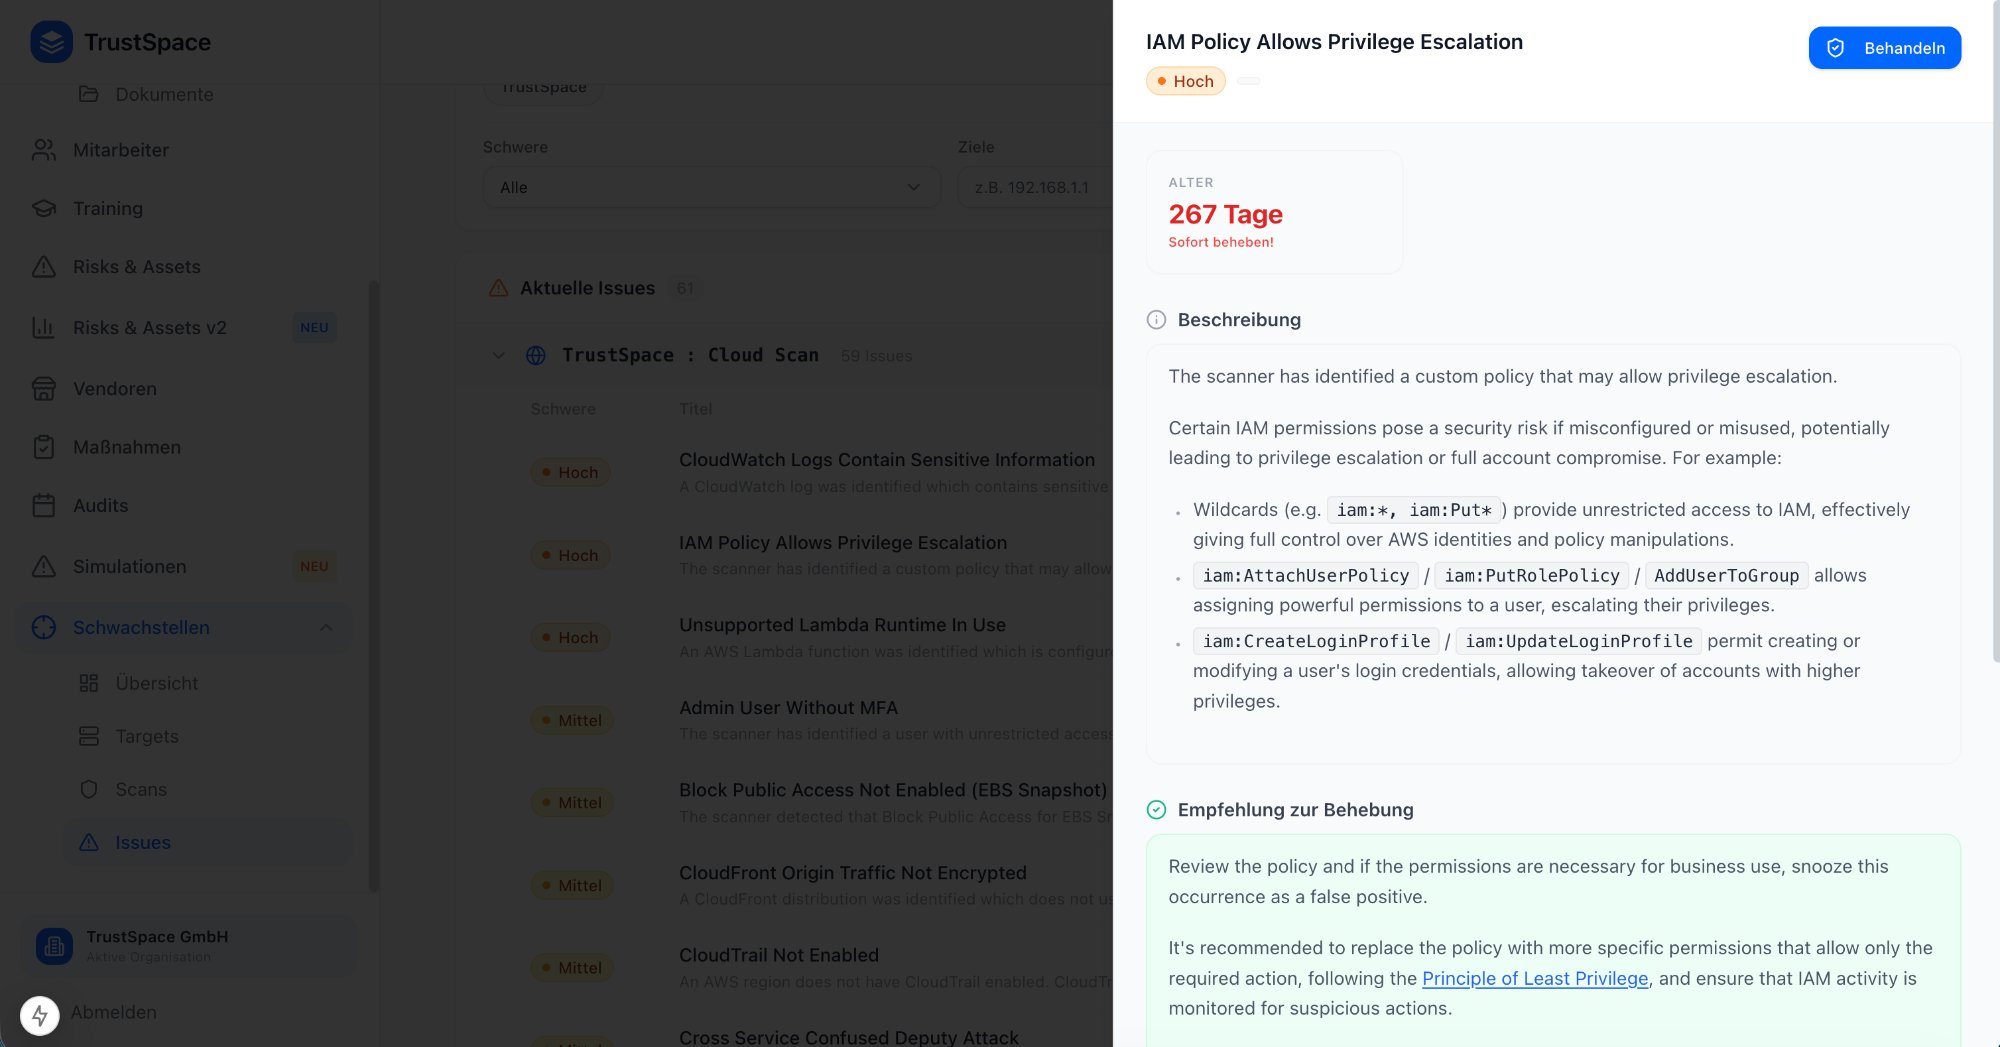 TrustSpace
Dokumente
Mitarbeiter
Training
Risks & Assets
Risks & Assets v2 NEU
Vendoren
Maßnahmen
Audits
Simulationen NEU
Schwachstellen
Übersicht
Targets
Scans
Issues
TrustSpace GmbH
Aktive Organisation
Abmelden
TrustSpace
Schwere
Ziele
Alle
z.B. 192.168.1.1
Aktuelle Issues 61
TrustSpace : Cloud Scan 59 Issues
Schwere Titel
Hoch CloudWatch Logs Contain Sensitive Information
A CloudWatch log was identified which contains sensitive
Hoch IAM Policy Allows Privilege Escalation
The scanner has identified a custom policy that may allow
Hoch Unsupported Lambda Runtime In Use
An AWS Lambda function was identified which is configur
Mittel Admin User Without MFA
The scanner has identified a user with unrestricted access
Mittel Block Public Access Not Enabled (EBS Snapshot)
The scanner detected that Block Public Access for EBS Sn
Mittel CloudFront Origin Traffic Not Encrypted
A CloudFront distribution was identified which does not us
Mittel CloudTrail Not Enabled
An AWS region does not have CloudTrail enabled. CloudTr
Cross Service Confused Deputy Attack
IAM Policy Allows Privilege Escalation
Hoch
Behandeln
ALTER
267 Tage
Sofort beheben!
Beschreibung
The scanner has identified a custom policy that may allow privilege escalation.
Certain IAM permissions pose a security risk if misconfigured or misused, potentially
leading to privilege escalation or full account compromise. For example:
• Wildcards (e.g. iam:*, iam:Put*) provide unrestricted access to IAM, effectively
giving full control over AWS identities and policy manipulations.
• iam:AttachUserPolicy / iam:PutRolePolicy / AddUserToGroup allows
assigning powerful permissions to a user, escalating their privileges.
• iam:CreateLoginProfile / iam:UpdateLoginProfile permit creating or
modifying a user's login credentials, allowing takeover of accounts with higher
privileges.
Empfehlung zur Behebung
Review the policy and if the permissions are necessary for business use, snooze this
occurrence as a false positive.
It's recommended to replace the policy with more specific permissions that allow only the
required action, following the Principle of Least Privilege, and ensure that IAM activity is
monitored for suspicious actions.